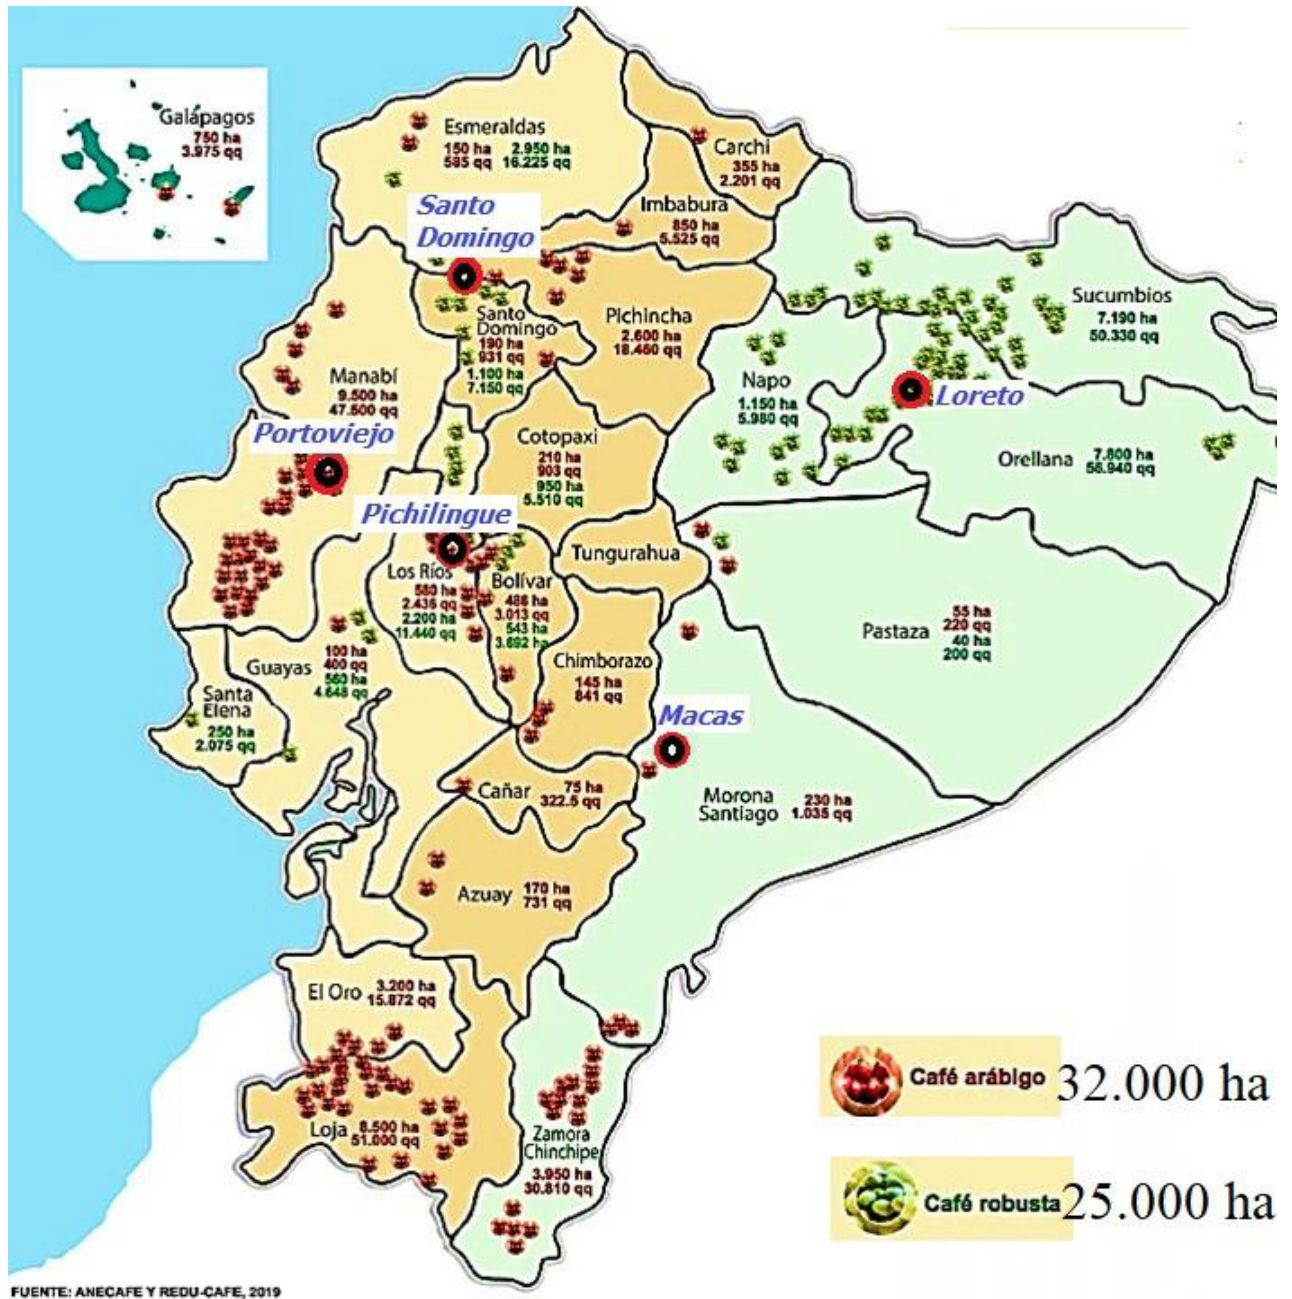 Galápagos
750 ha
3.975 qq
Esmeraldas
150 ha 2.950 ha
585 qq 16.225 qq
Carchi
355 ha
2.201 qq
Imbabura
850 ha
5.525 qq
Santo
Domingo
Santo
Domingo
190 ha
931 qq
1.100 ha
7.150 qq
Pichincha
2.600 ha
18.460 qq
Sucumbios
7.190 ha
50.330 qq
Manabí
9.500 ha
47.500 qq
Napo
1.150 ha
5.980 qq
Loreto
Portoviejo
Cotopaxi
210 ha
903 qq
950 ha
5.510 qq
Orellana
7.800 ha
56.940 qq
Pichilingue
Los Ríos
580 ha
2.436 qq
2.200 ha
11.440 qq
Bolívar
486 ha
3.013 qq
543 ha
3.692 ha
Tungurahua
Pastaza
55 ha
220 qq
40 ha
200 qq
Guayas
100 ha
400 qq
560 ha
4.648 qq
Chimborazo
145 ha
841 qq
Santa
Elena
250 ha
2.075 qq
Macas
Cañar
75 ha
322.5 qq
Morona
Santiago
230 ha
1.035 qq
Azuay
170 ha
731 qq
El Oro
3.200 ha
15.872 qq
Loja
8.500 ha
51.000 qq
Zamora
Chinchipe
3.950 ha
30.810 qq
Café arábigo 32.000 ha
Café robusta 25.000 ha
FUENTE: ANECAFE Y REDU-CAFE, 2019